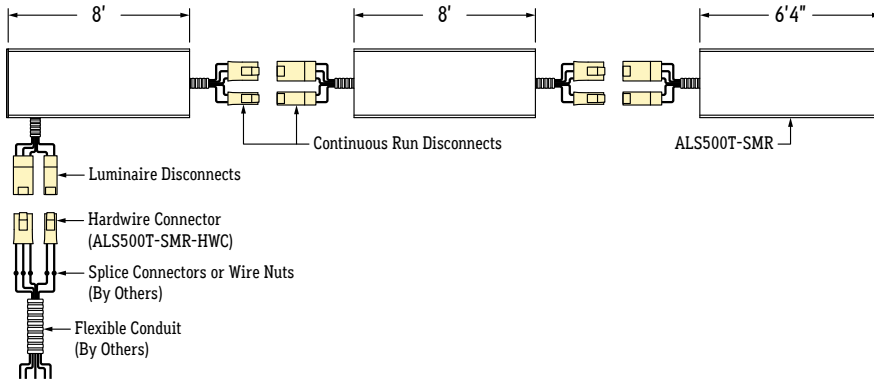 8'
8'
6'4"
Continuous Run Disconnects
ALS500T-SMR
Luminaire Disconnects
Hardwire Connector
(ALS500T-SMR-HWC)
Splice Connectors or Wire Nuts
(By Others)
Flexible Conduit
(By Others)